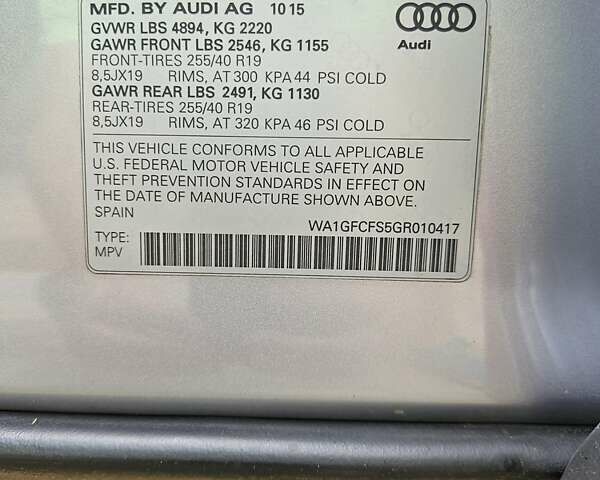 MFD. BY AUDI AG 10 15
GVWR LBS 4894, KG 2220
GAWR FRONT LBS 2546, KG 1155
FRONT-TIRES 255/40 R19
8,5JX19 RIMS, AT 300 KPA 44 PSI COLD
GAWR REAR LBS 2491, KG 1130
REAR-TIRES 255/40 R19
8,5JX19 RIMS, AT 320 KPA 46 PSI COLD
Audi
THIS VEHICLE CONFORMS TO ALL APPLICABLE
U.S. FEDERAL MOTOR VEHICLE SAFETY AND
THEFT PREVENTION STANDARDS IN EFFECT ON
THE DATE OF MANUFACTURE SHOWN ABOVE.
SPAIN
WA1GFCFS5GR010417
TYPE:
MPV